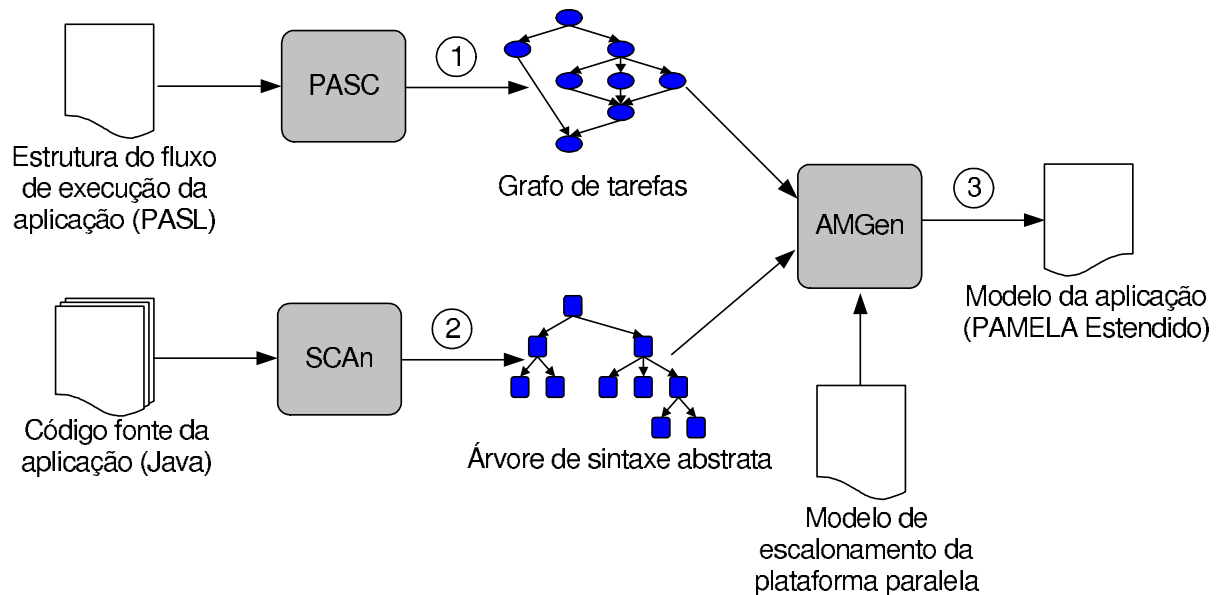 PASC
1
Estrutura do fluxo
de execução da
aplicação (PASL)
Grafo de tarefas
AMGen
3
Modelo da aplicação
(PAMELA Estendido)
SCAn
2
Código fonte da
aplicação (Java)
Árvore de sintaxe abstrata
Modelo de
escalonamento da
plataforma paralela